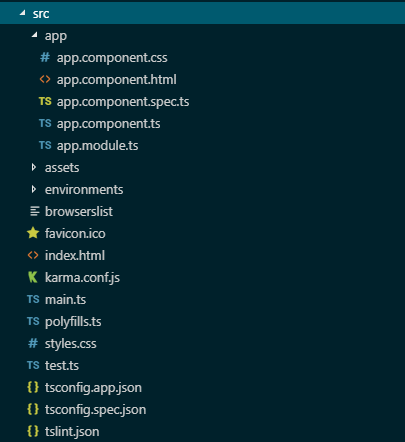 src
app
# app.component.css
<> app.component.html
TS app.component.spec.ts
TS app.component.ts
TS app.module.ts
assets
environments
browserslist
favicon.ico
<> index.html
karma.conf.js
TS main.ts
TS polyfills.ts
# styles.css
TS test.ts
{} tsconfig.app.json
{} tsconfig.spec.json
{} tslint.json